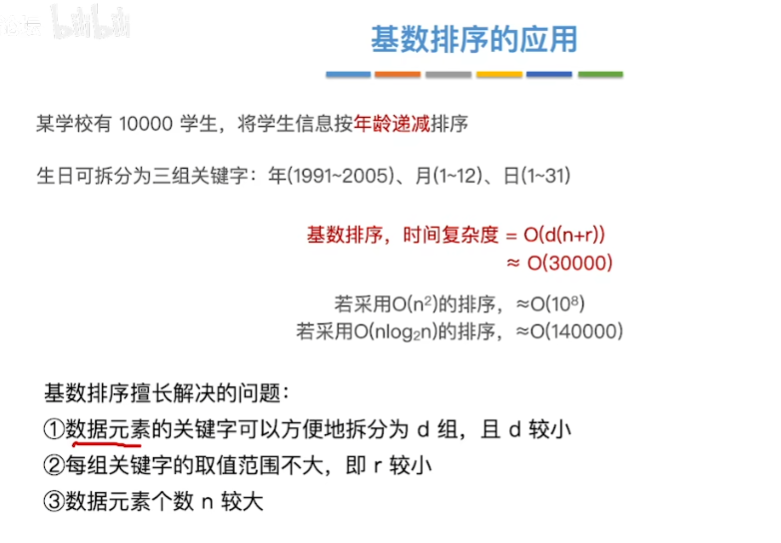 bilibili
基数排序的应用
某学校有 10000 学生，将学生信息按年龄递减排序
生日可拆分为三组关键字：年(1991~2005)、月(1~12)、日(1~31)
基数排序，时间复杂度 = O(d(n+r))
≈ O(30000)
若采用O(n²)的排序，≈O(10⁸)
若采用O(nlog₂n)的排序，≈O(140000)
基数排序擅长解决的问题：
①数据元素的关键字可以方便地拆分为 d 组，且 d 较小
②每组关键字的取值范围不大，即 r 较小
③数据元素个数 n 较大